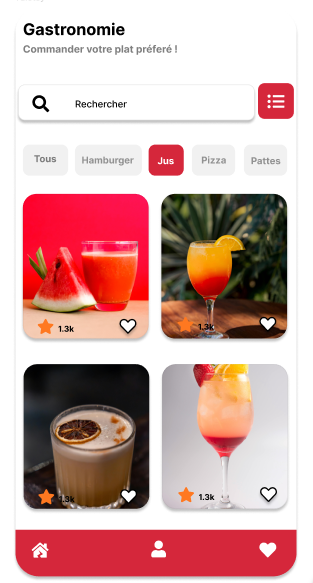 Gastronomie
Commander votre plat préferé !
Rechercher
Tous Hamburger Jus Pizza Pattes
1.3k 1.3k
1.3k 1.3k